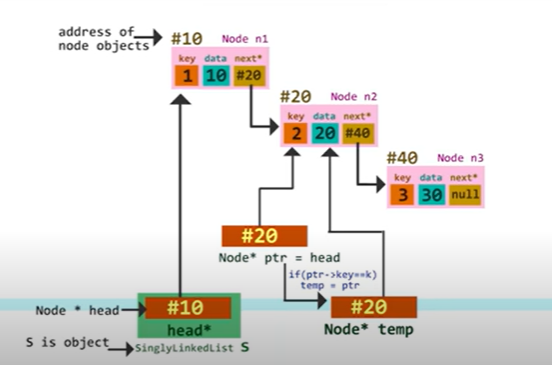 address of
node objects
#10 Node n1
key data next*
1 10 #20
#20 Node n2
key data next*
2 20 #40
#40 Node n3
key data next*
3 30 null
#20
Node* ptr = head
if(ptr->key==k)
temp = ptr
Node * head
#10
head*
#20
Node* temp
S is object
SinglyLinkedList S